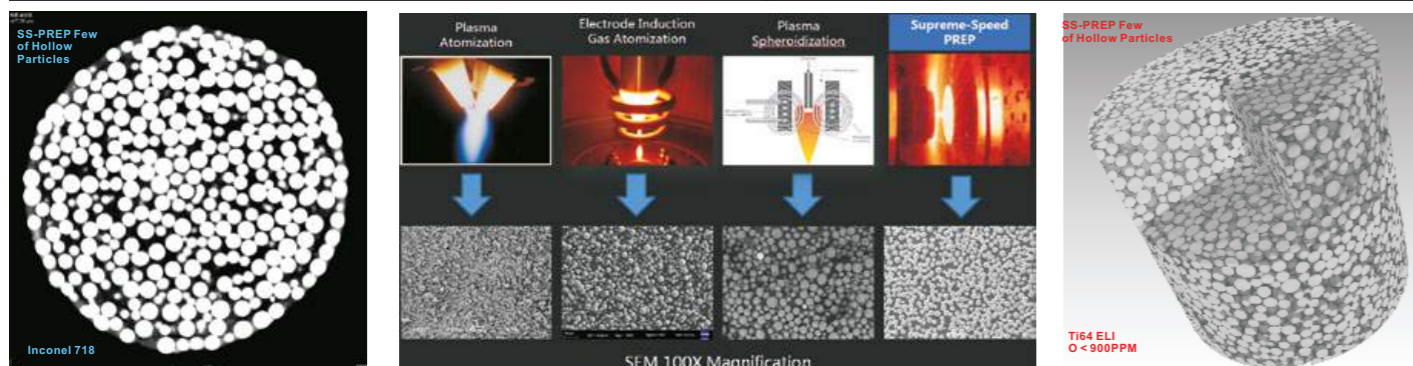 SS-PREP Few
of Hollow
Particles
Inconel 718
Plasma
Atomization
Electrode Induction
Gas Atomization
Plasma
Spheroidization
Supreme-Speed
PREP
SEM 100X Magnification
SS-PREP Few
of Hollow Particles
Ti64 ELI
O < 900PPM